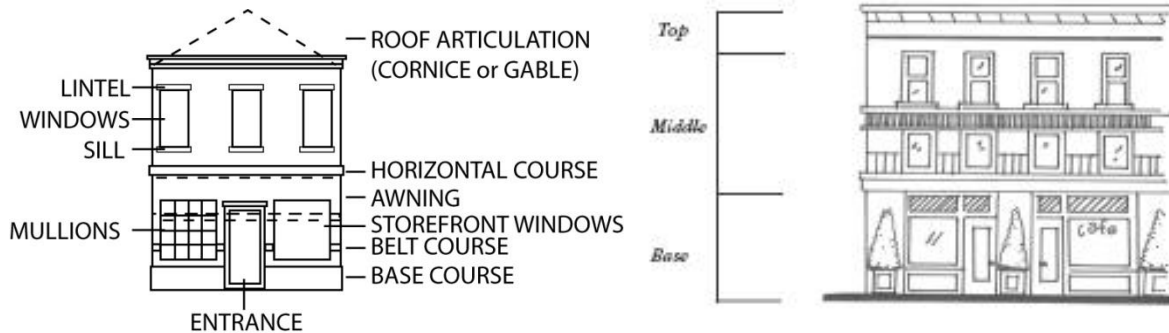 ROOF ARTICULATION
(CORNICE or GABLE)
LINTEL
WINDOWS
SILL
HORIZONTAL COURSE
AWNING
STOREFRONT WINDOWS
MULLIONS
BELT COURSE
BASE COURSE
ENTRANCE
Top
Middle
Base
Cafe